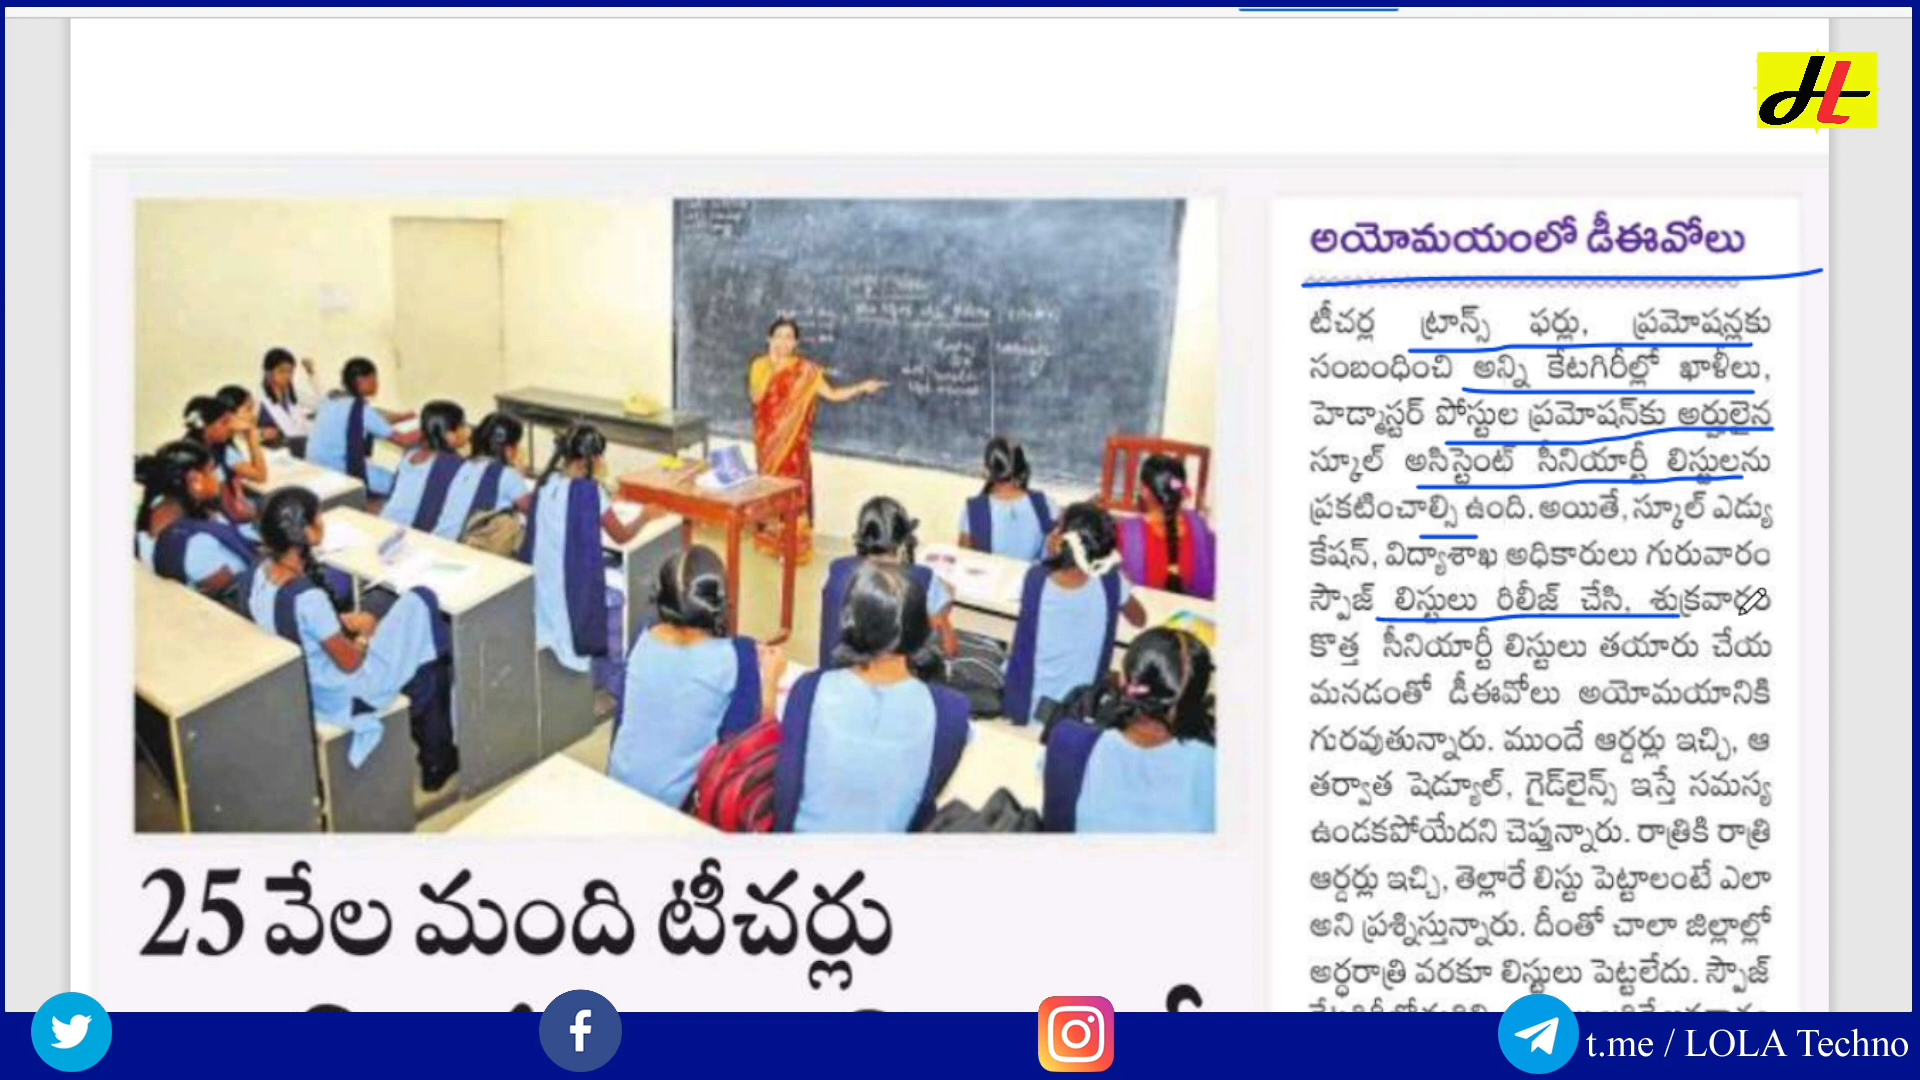 25 వేల మంది టీచర్లు
అయోమయంలో డీఈవోలు
టీచర్ల ట్రాన్స్ ఫర్లు, ప్రమోషన్లకు
సంబంధించి అన్ని కేటగిరీల్లో ఖాళీలు,
హెడ్మాస్టర్ పోస్టుల ప్రమోషన్‌కు అర్హులైన
స్కూల్ అసిస్టెంట్ సీనియార్టీ లిస్టులను
ప్రకటించాల్సి ఉంది. అయితే, స్కూల్ ఎడ్యు
కేషన్, విద్యాశాఖ అధికారులు గురువారం
స్పౌజ్ లిస్టులు రిలీజ్ చేసి, శుక్రవారం
కొత్త సీనియార్టీ లిస్టులు తయారు చేయ
మనడంతో డీఈవోలు అయోమయానికి
గురవుతున్నారు. ముందే ఆర్డర్లు ఇచ్చి, ఆ
తర్వాత షెడ్యూల్, గైడ్‌లైన్స్ ఇస్తే సమస్య
ఉండకపోయేదని చెప్తున్నారు. రాత్రికి రాత్రి
ఆర్డర్లు ఇచ్చి, తెల్లారే లిస్టు పెట్టాలంటే ఎలా
అని ప్రశ్నిస్తున్నారు. దీంతో చాలా జిల్లాల్లో
అర్ధరాత్రి వరకూ లిస్టులు పెట్టలేదు. స్పౌజ్
t.me / LOLA Techno